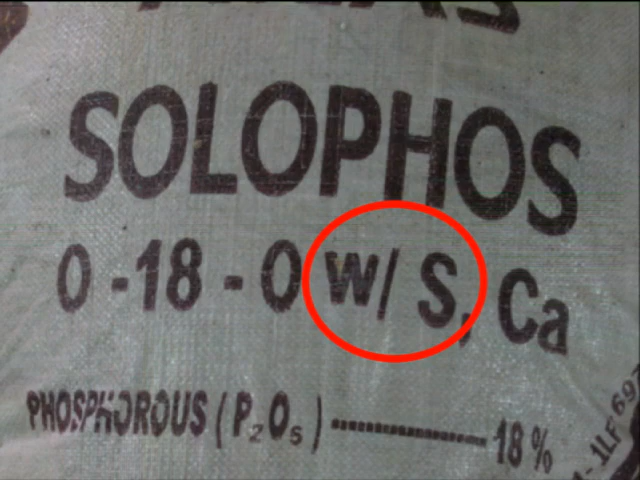 SOLOPHOS
0 -18 - 0 W/ S, Ca
PHOSPHOROUS ( P₂O₅ ) ---------------- 18 %